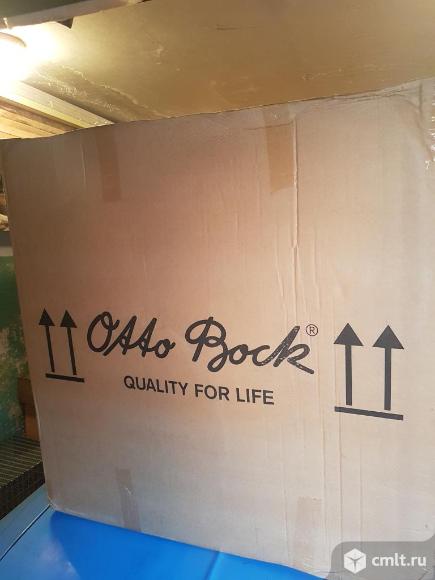 Otto Bock®
QUALITY FOR LIFE
cmlt.ru